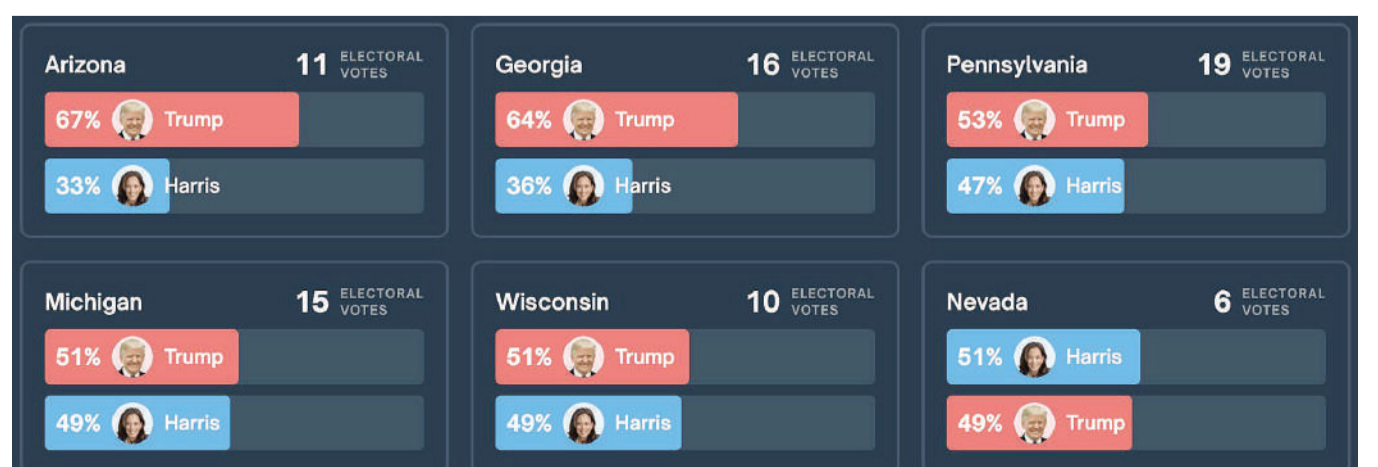 Arizona 11 ELECTORAL VOTES
67% Trump
33% Harris
Georgia 16 ELECTORAL VOTES
64% Trump
36% Harris
Pennsylvania 19 ELECTORAL VOTES
53% Trump
47% Harris
Michigan 15 ELECTORAL VOTES
51% Trump
49% Harris
Wisconsin 10 ELECTORAL VOTES
51% Trump
49% Harris
Nevada 6 ELECTORAL VOTES
51% Harris
49% Trump